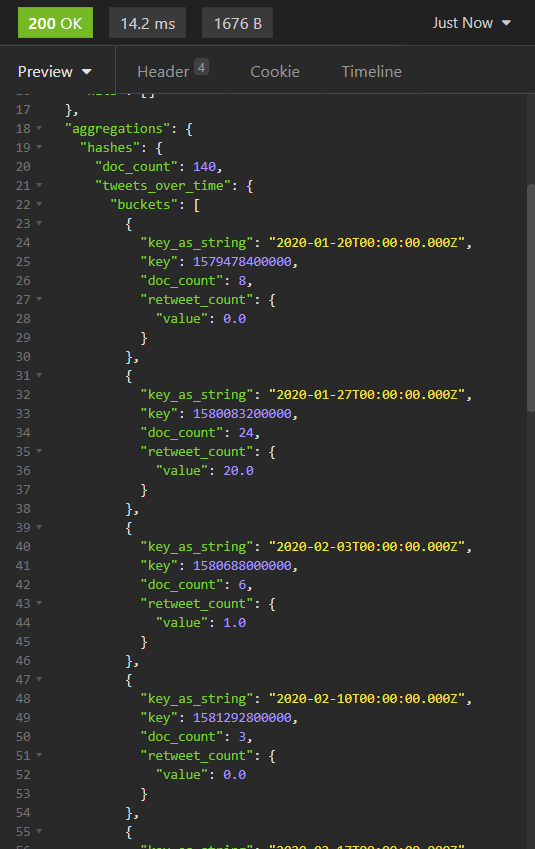 200 OK 14.2 ms 1676 B Just Now
Preview Header 4 Cookie Timeline
17 },
18 "aggregations": {
19 "hashes": {
20 "doc_count": 140,
21 "tweets_over_time": {
22 "buckets": [
23 {
24 "key_as_string": "2020-01-20T00:00:00.000Z",
25 "key": 1579478400000,
26 "doc_count": 8,
27 "retweet_count": {
28 "value": 0.0
29 }
30 },
31 {
32 "key_as_string": "2020-01-27T00:00:00.000Z",
33 "key": 1580083200000,
34 "doc_count": 24,
35 "retweet_count": {
36 "value": 20.0
37 }
38 },
39 {
40 "key_as_string": "2020-02-03T00:00:00.000Z",
41 "key": 1580688000000,
42 "doc_count": 6,
43 "retweet_count": {
44 "value": 1.0
45 }
46 },
47 {
48 "key_as_string": "2020-02-10T00:00:00.000Z",
49 "key": 1581292800000,
50 "doc_count": 3,
51 "retweet_count": {
52 "value": 0.0
53 }
54 },
55 {